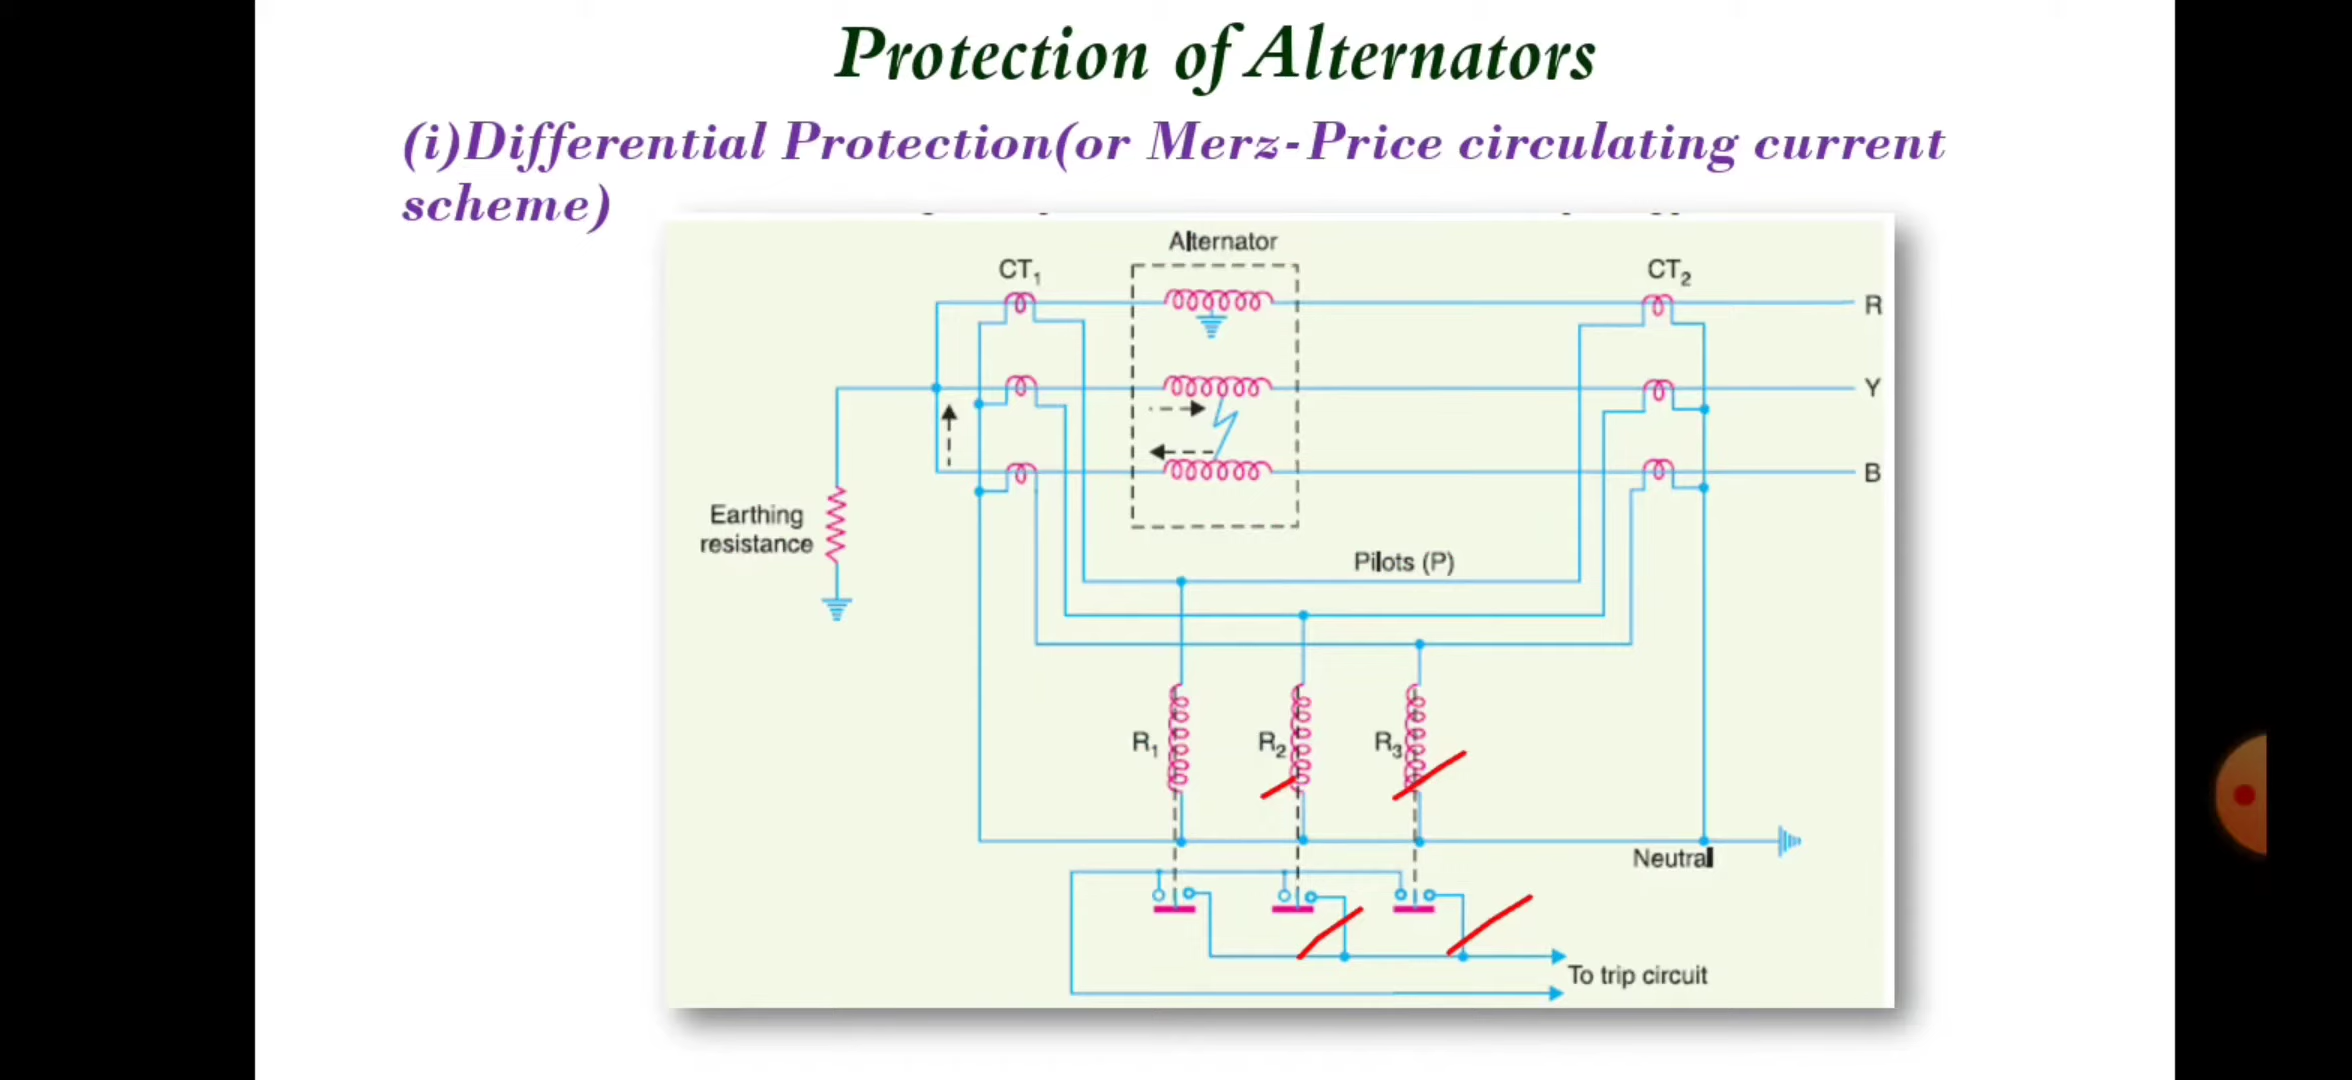 Protection of Alternators
(i)Differential Protection(or Merz-Price circulating current
scheme)
Alternator
CT1
CT2
R
Y
B
Earthing
resistance
Pilots (P)
R1
R2
R3
Neutral
To trip circuit